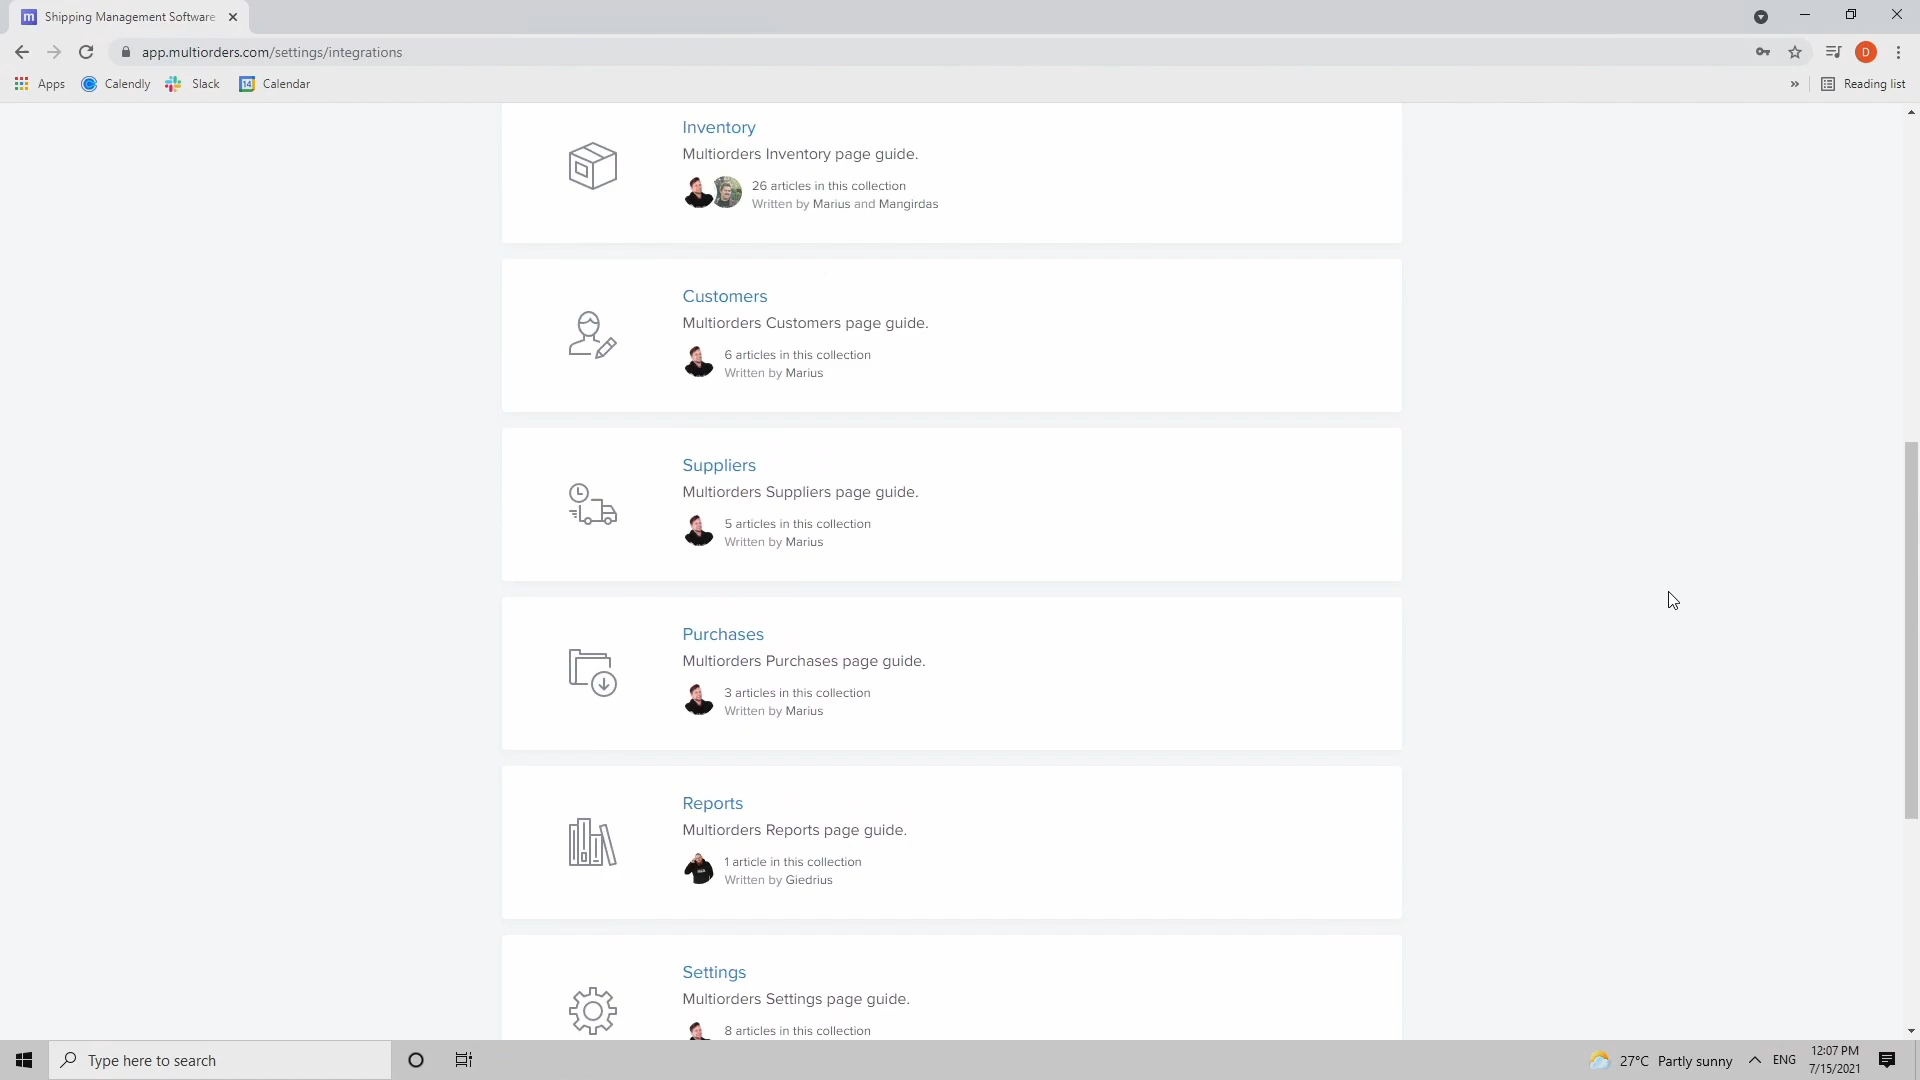 m Shipping Management Software
app.multiorders.com/settings/integrations
D
Apps Calendly Slack 14 Calendar » Reading list
Inventory
Multiorders Inventory page guide.
26 articles in this collection
Written by Marius and Mangirdas
Customers
Multiorders Customers page guide.
6 articles in this collection
Written by Marius
Suppliers
Multiorders Suppliers page guide.
5 articles in this collection
Written by Marius
Purchases
Multiorders Purchases page guide.
3 articles in this collection
Written by Marius
Reports
Multiorders Reports page guide.
1 article in this collection
Written by Giedrius
Settings
Multiorders Settings page guide.
8 articles in this collection
Type here to search
27°C Partly sunny
ENG
12:07 PM
7/15/2021